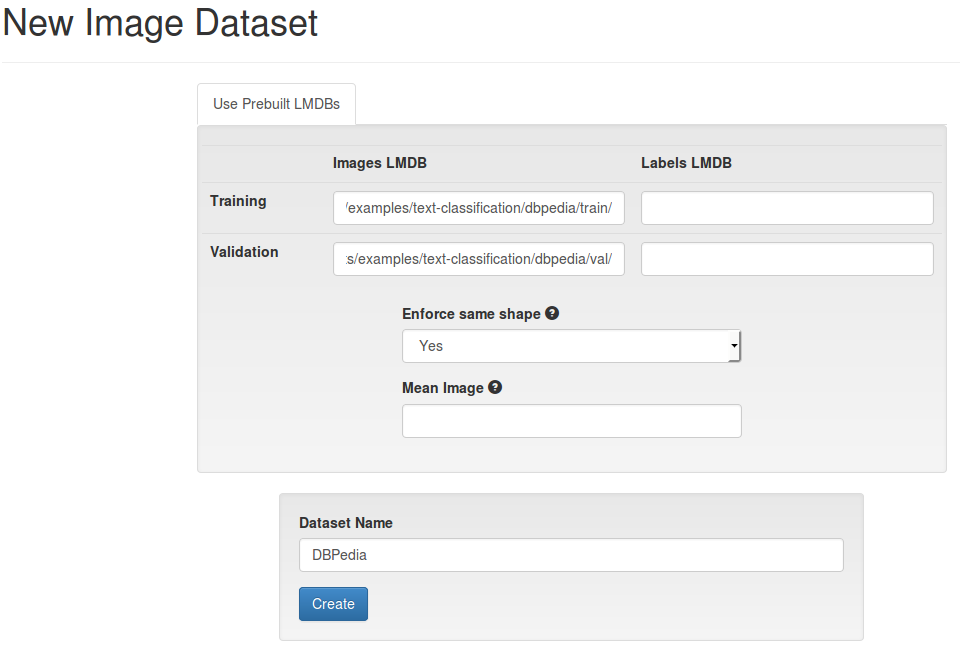 New Image Dataset
Use Prebuilt LMDBs
Images LMDB Labels LMDB
Training /examples/text-classification/dbpedia/train/
Validation s/examples/text-classification/dbpedia/val/
Enforce same shape
Yes
Mean Image
Dataset Name
DBPedia
Create